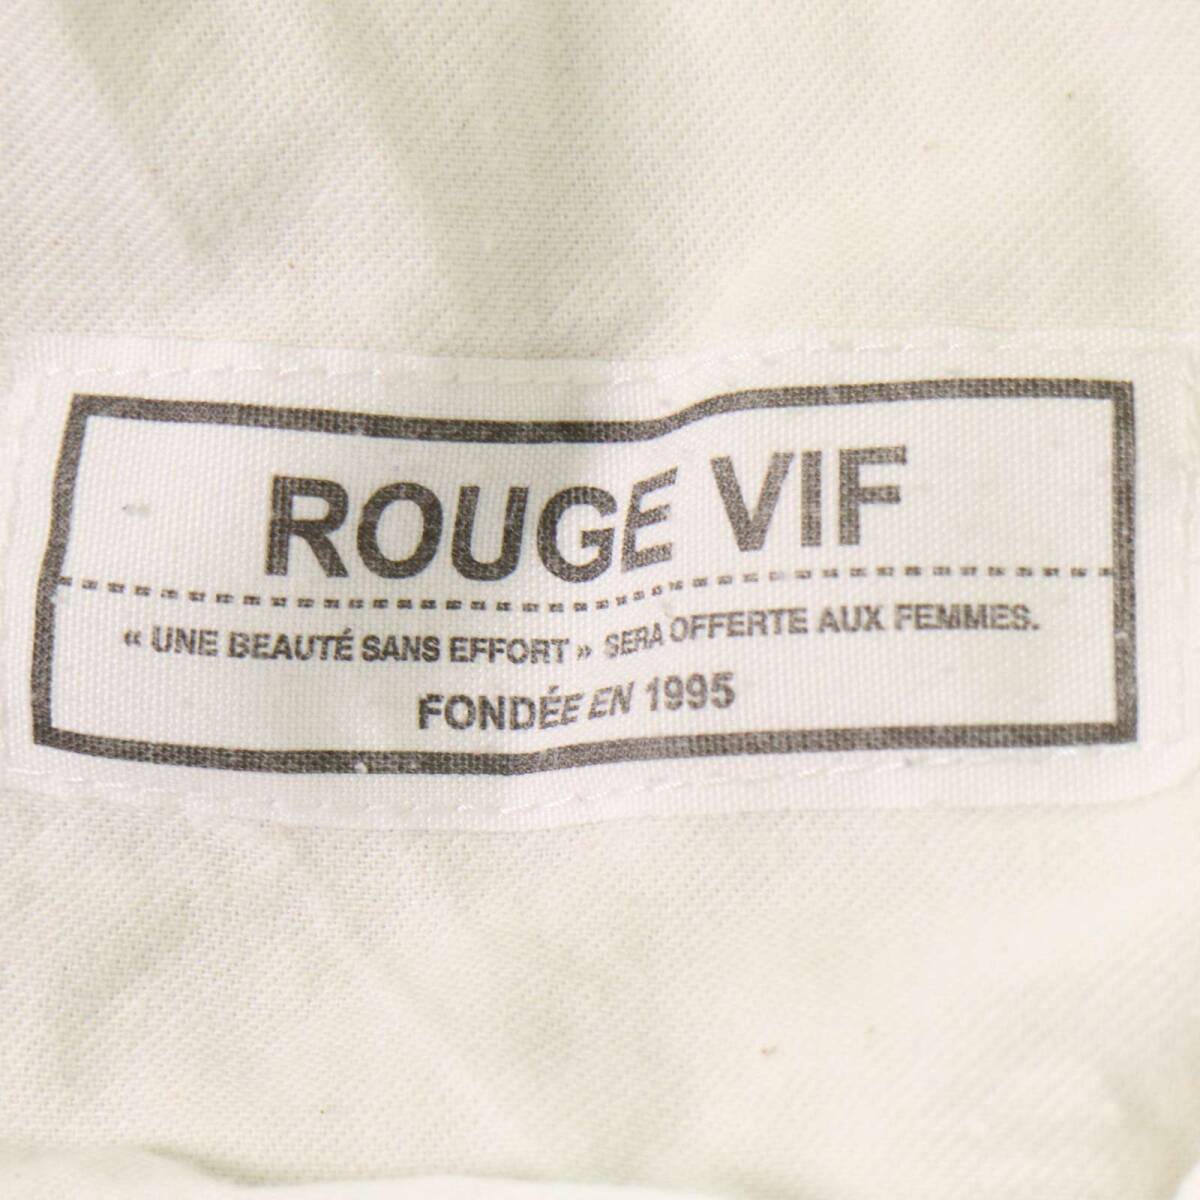 ROUGE VIF
« UNE BEAUTÉ SANS EFFORT » SERA OFFERTE AUX FEMMES.
FONDÉE EN 1995